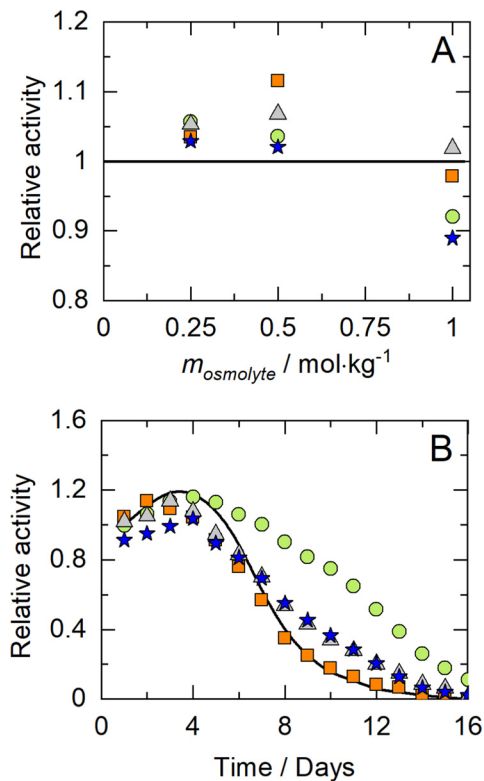 A
1.2
1.1
1
0.9
0.8
Relative activity
0 0.25 0.5 0.75 1
m_osmolyte / mol·kg⁻¹
B
1.6
1.2
0.8
0.4
0
Relative activity
0 4 8 12 16
Time / Days